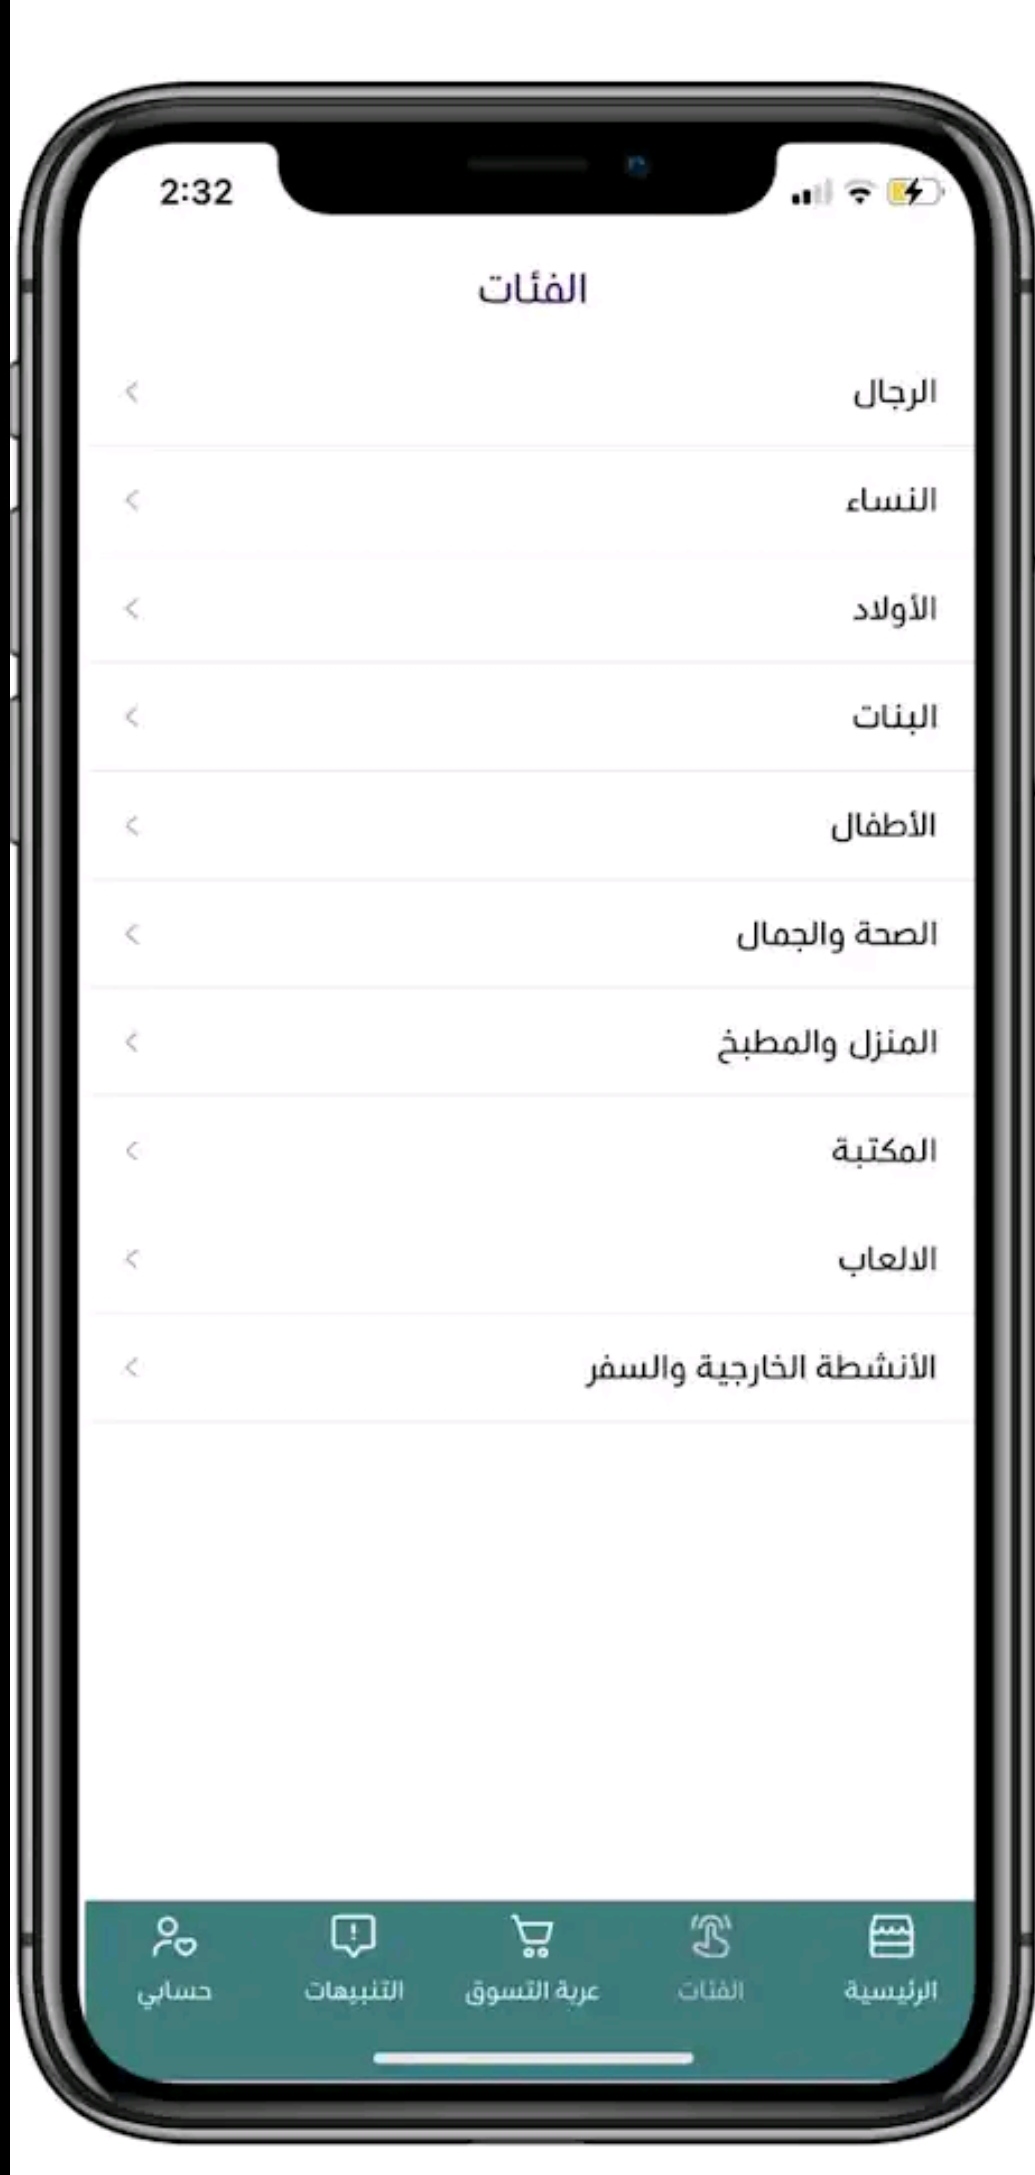 2:32
الفئات
الرجال
النساء
الأولاد
البنات
الأطفال
الصحة والجمال
المنزل والمطبخ
المكتبة
الالعاب
الأنشطة الخارجية والسفر
الرئيسية الفئات عربة التسوق التنبيهات حسابي